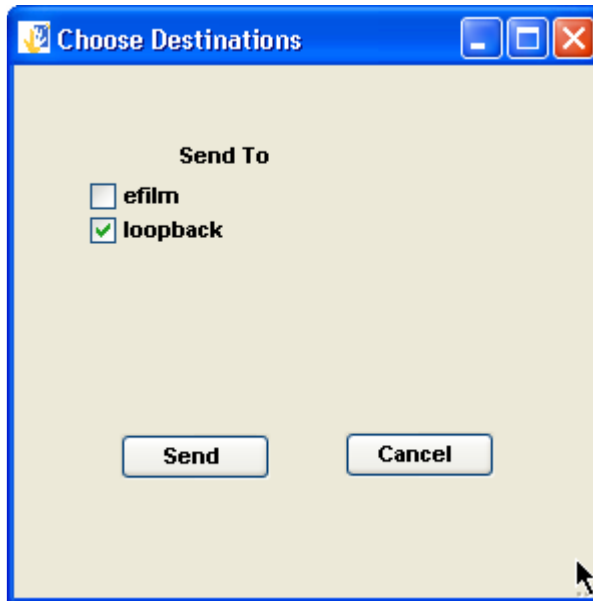 Choose Destinations
Send To
efilm
loopback
Send
Cancel